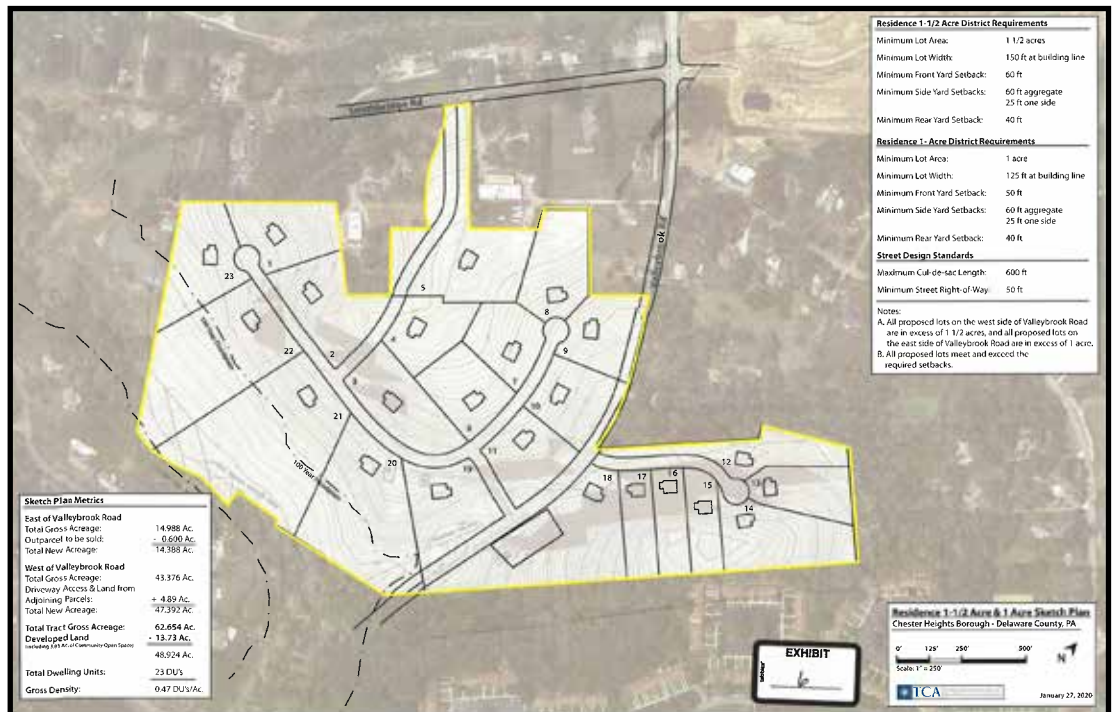 Residence 1-1/2 Acre District Requirements
Minimum Lot Area: 1 1/2 acres
Minimum Lot Width: 150 ft at building line
Minimum Front Yard Setback: 60 ft
Minimum Side Yard Setbacks: 60 ft aggregate
25 ft one side
Minimum Rear Yard Setback: 40 ft
Residence 1- Acre District Requirements
Minimum Lot Area: 1 acre
Minimum Lot Width: 125 ft at building line
Minimum Front Yard Setback: 50 ft
Minimum Side Yard Setbacks: 60 ft aggregate
25 ft one side
Minimum Rear Yard Setback: 40 ft
Street Design Standards
Maximum Cul-de-sac Length: 600 ft
Minimum Street Right-of-Way: 50 ft
Notes:
A. All proposed lots on the west side of Valleybrook Road
are in excess of 1 1/2 acres, and all proposed lots on
the east side of Valleybrook Road are in excess of 1 acre.
B. All proposed lots meet and exceed the
required setbacks.
ok Rd
1
23
5
8
4
22
2
9
3
7
21
10
6
11
20
19
12
18
17
16
15
13
14
100 Year
Sketch Plan Metrics
East of Valleybrook Road
Total Gross Acreage: 14.988 Ac.
Outparcel to be sold: - 0.600 Ac.
Total New Acreage: 14.388 Ac.
West of Valleybrook Road
Total Gross Acreage: 43.376 Ac.
Driveway Access & Land from
Adjoining Parcels: + 4.89 Ac.
Total New Acreage: 47.392 Ac.
Total Tract Gross Acreage: 62.654 Ac.
Developed Land - 13.73 Ac.
48.924 Ac.
Total Dwelling Units: 23 DU's
Gross Density: 0.47 DU's/Ac.
EXHIBIT
6
Residence 1-1/2 Acre & 1 Acre Sketch Plan
Chester Heights Borough - Delaware County, PA
0' 125' 250' 500'
Scale: 1" = 250'
N
TCA
January 27, 2020